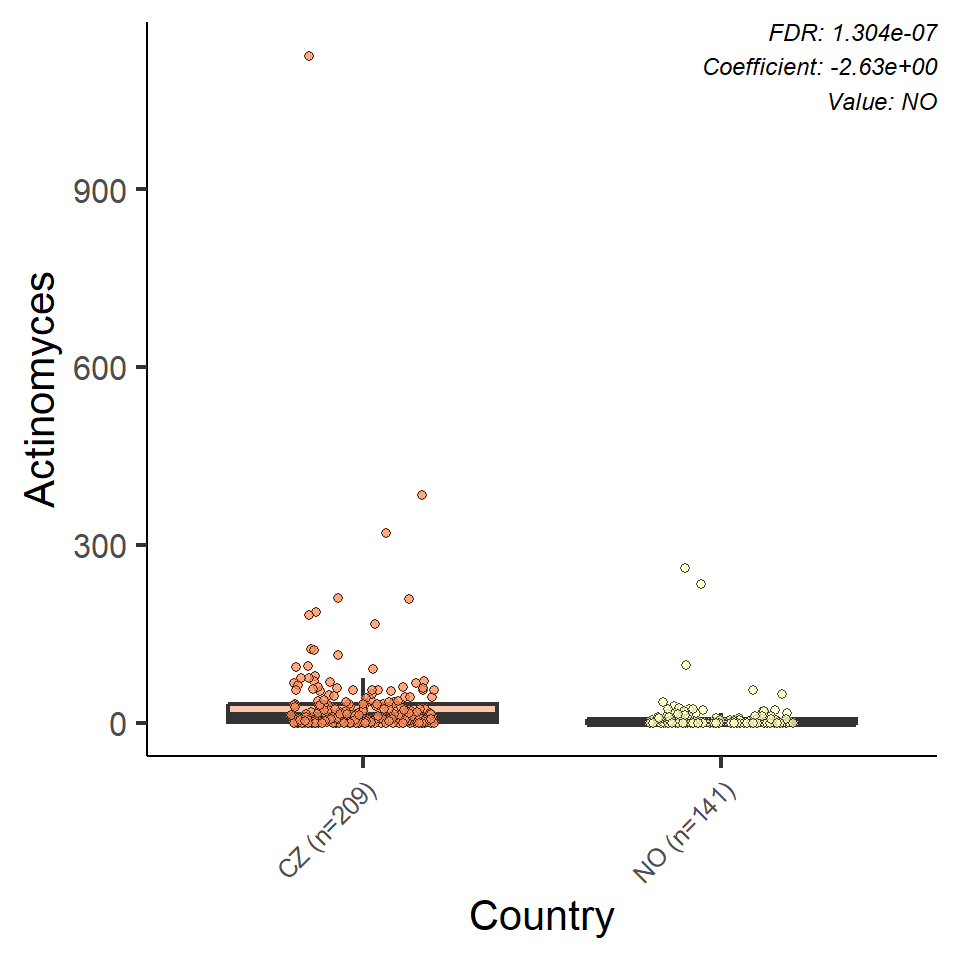 FDR: 1.304e-07
Coefficient: -2.63e+00
Value: NO
Actinomyces
900
600
300
0
CZ (n=209)
NO (n=141)
Country